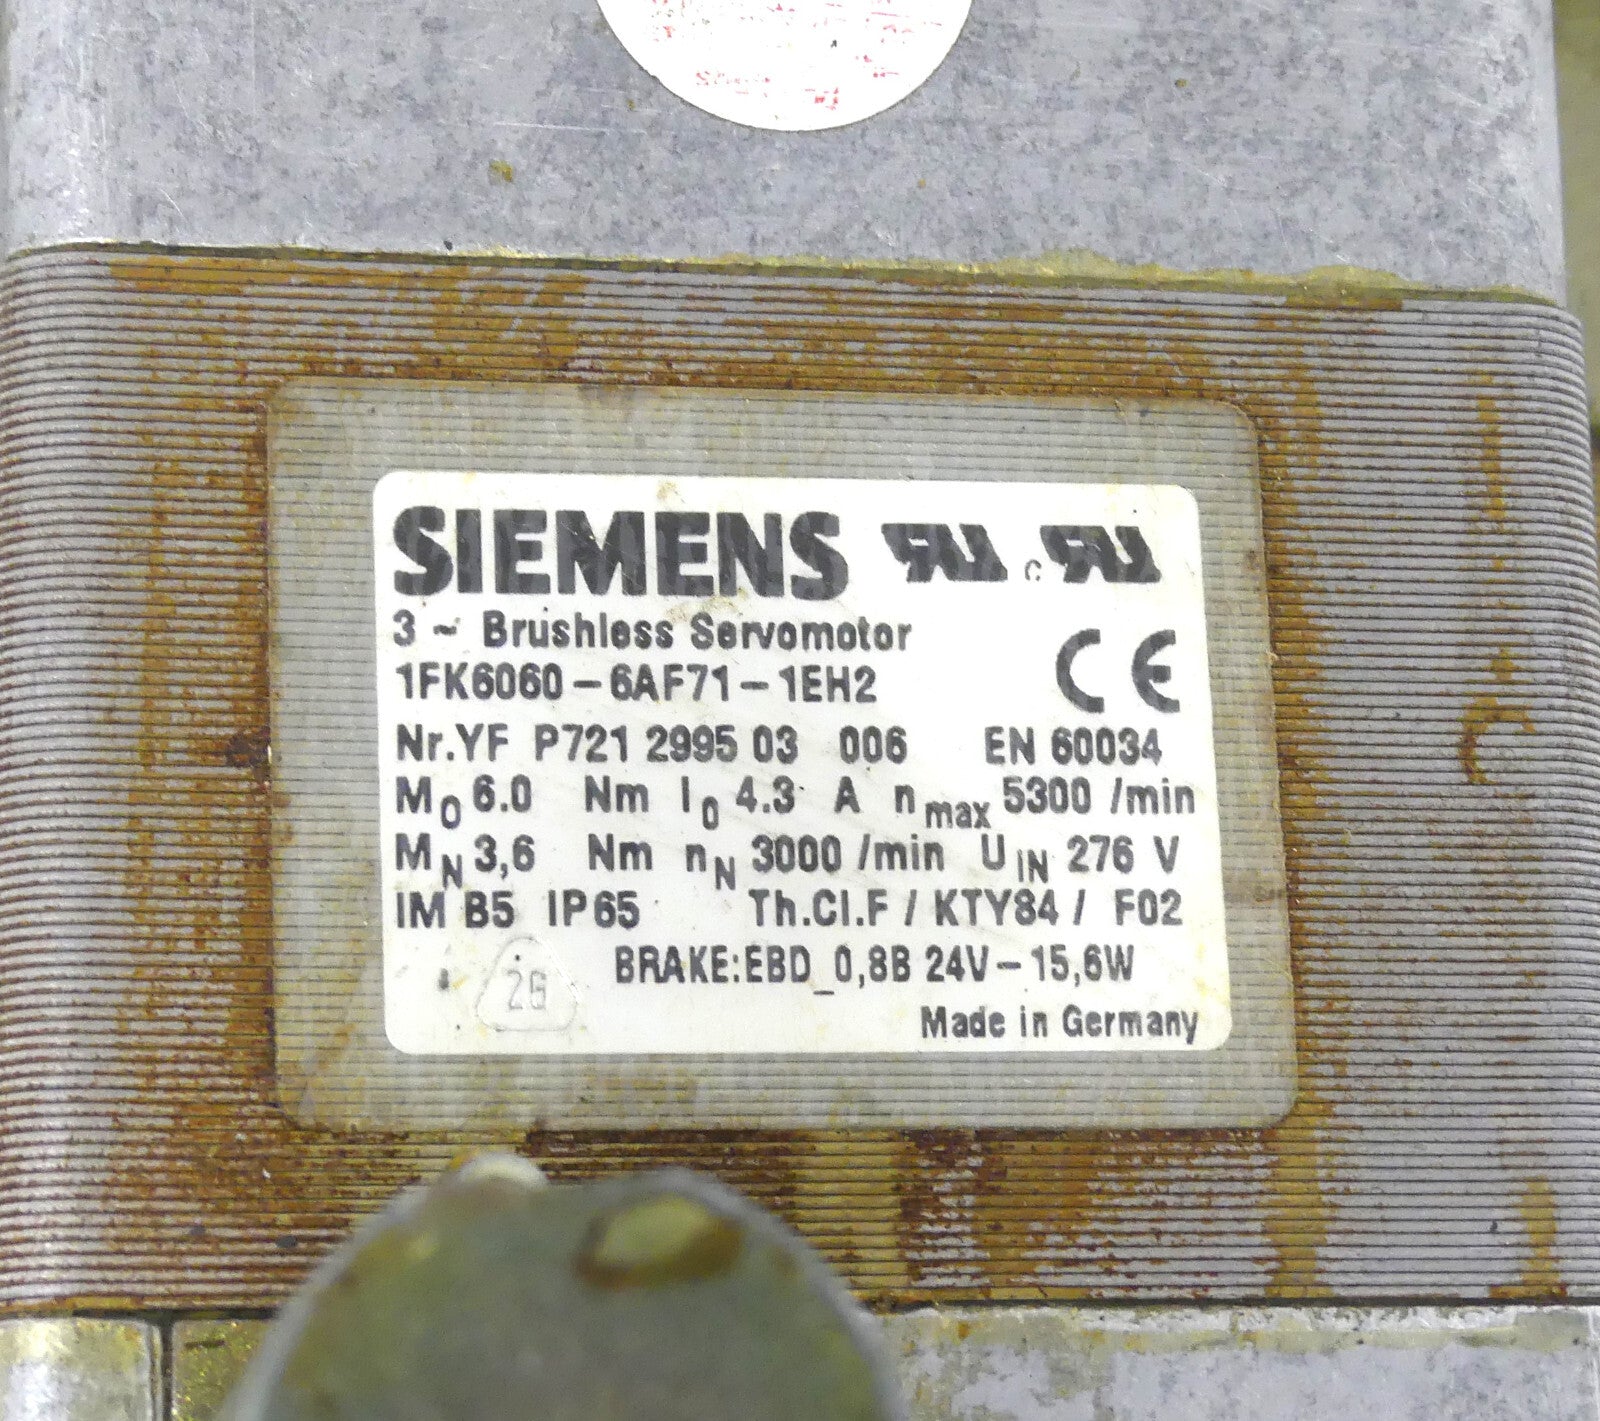 SIEMENS
3 ~ Brushless Servomotor
1FK6060-6AF71-1EH2
CE
Nr.YF P721 2995 03 006 EN 60034
M0 6.0 Nm I0 4.3 A nmax 5300 /min
MN 3,6 Nm nN 3000 /min UIN 276 V
IM B5 IP65 Th.Cl.F / KTY84 / F02
BRAKE:EBD_0,8B 24V-15,6W
Made in Germany